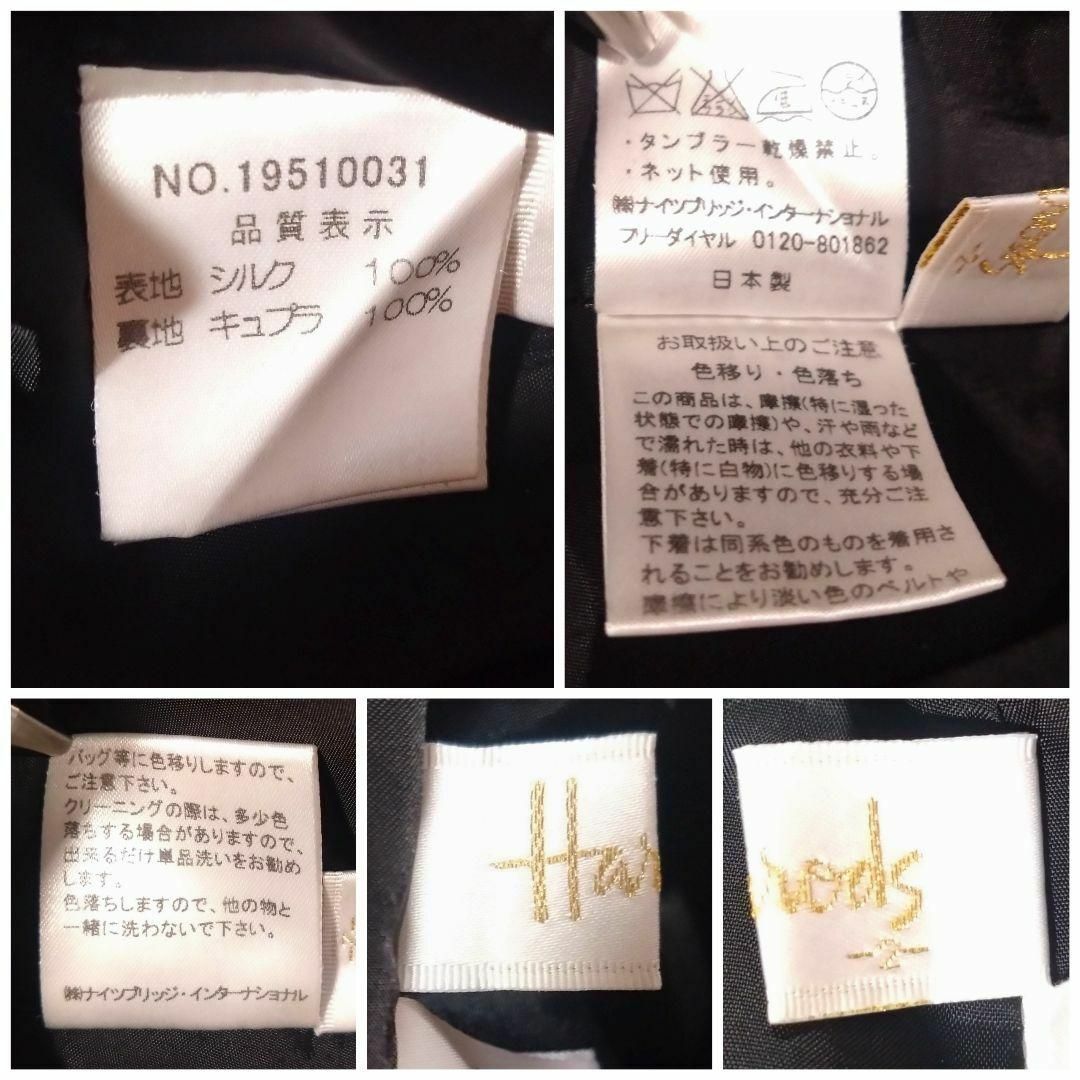 NO.19510031
品質表示
表地 シルク 100%
裏地 キュプラ 100%
・タンブラー乾燥禁止。
・ネット使用。
㈱ナイツブリッジ・インターナショナル
フリーダイヤル 0120-801862
日本製
お取扱い上のご注意
色移り・色落ち
この商品は、摩擦(特に湿った
状態での摩擦)や、汗や雨など
で濡れた時は、他の衣料や下
着(特に白物)に色移りする場
合がありますので、充分ご注
意下さい。
下着は同系色のものを着用さ
れることをお勧めします。
摩擦により淡い色のベルトや
バッグ等に色移りしますので、
ご注意下さい。
クリーニングの際は、多少色
落ちする場合がありますので、
出来るだけ単品洗いをお勧め
します。
色落ちしますので、他の物と
一緒に洗わないで下さい。
㈱ナイツブリッジ・インターナショナル
Har
rods
-2-